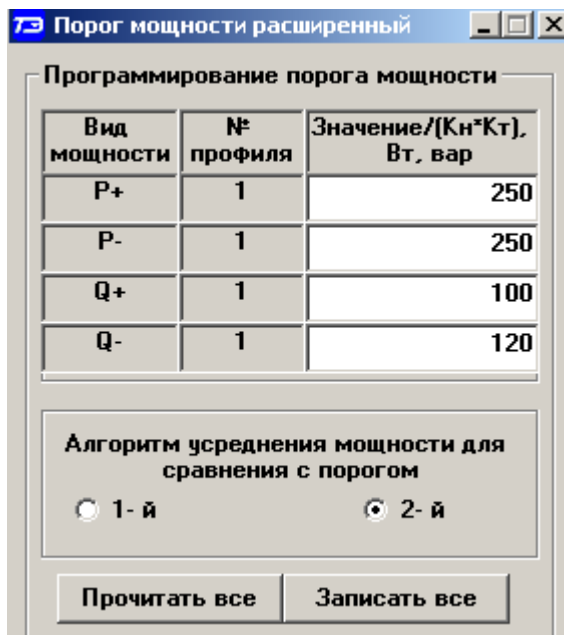 ТЭ Порог мощности расширенный
Программирование порога мощности
Вид мощности № профиля Значение/(Кн*Кт), Вт, вар
P+ 1 250
P- 1 250
Q+ 1 100
Q- 1 120
Алгоритм усреднения мощности для
сравнения с порогом
1- й 2- й
Прочитать все Записать все